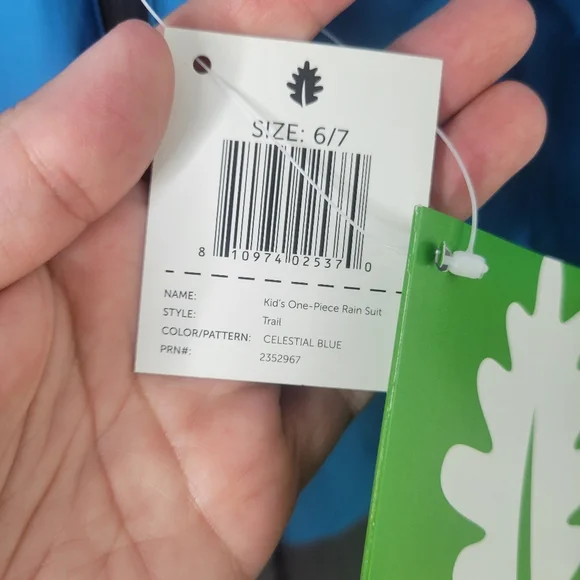 SIZE: 6/7
8 10974 02537 0
NAME: Kid's One-Piece Rain Suit
STYLE: Trail
COLOR/PATTERN: CELESTIAL BLUE
PRN#: 2352967